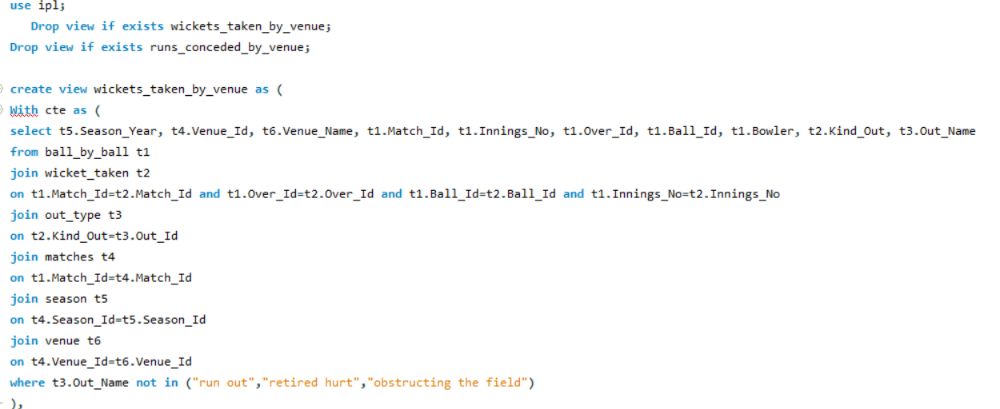 use ipl;
Drop view if exists wickets_taken_by_venue;
Drop view if exists runs_conceded_by_venue;
create view wickets_taken_by_venue as (
With cte as (
select t5.Season_Year, t4.Venue_Id, t6.Venue_Name, t1.Match_Id, t1.Innings_No, t1.Over_Id, t1.Ball_Id, t1.Bowler, t2.Kind_Out, t3.Out_Name
from ball_by_ball t1
join wicket_taken t2
on t1.Match_Id=t2.Match_Id and t1.Over_Id=t2.Over_Id and t1.Ball_Id=t2.Ball_Id and t1.Innings_No=t2.Innings_No
join out_type t3
on t2.Kind_Out=t3.Out_Id
join matches t4
on t1.Match_Id=t4.Match_Id
join season t5
on t4.Season_Id=t5.Season_Id
join venue t6
on t4.Venue_Id=t6.Venue_Id
where t3.Out_Name not in ("run out","retired hurt","obstructing the field")
),